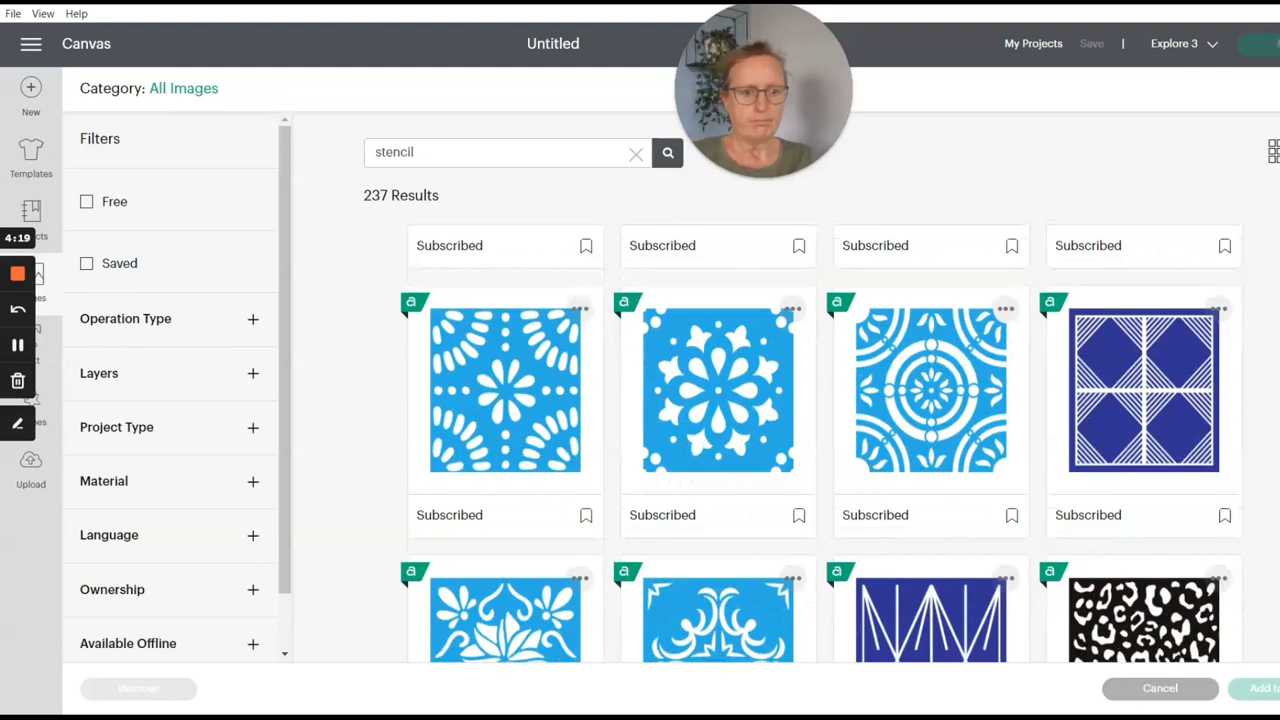 File View Help
Canvas Untitled My Projects Save | Explore 3
Category: All Images
New
Templates
Filters
stencil
237 Results
Free
Saved
4:19
Operation Type
Layers
Project Type
Material
Language
Ownership
Available Offline
Upload
Subscribed Subscribed Subscribed Subscribed
a a a a
Subscribed Subscribed Subscribed Subscribed
a a a a
Remove
Cancel